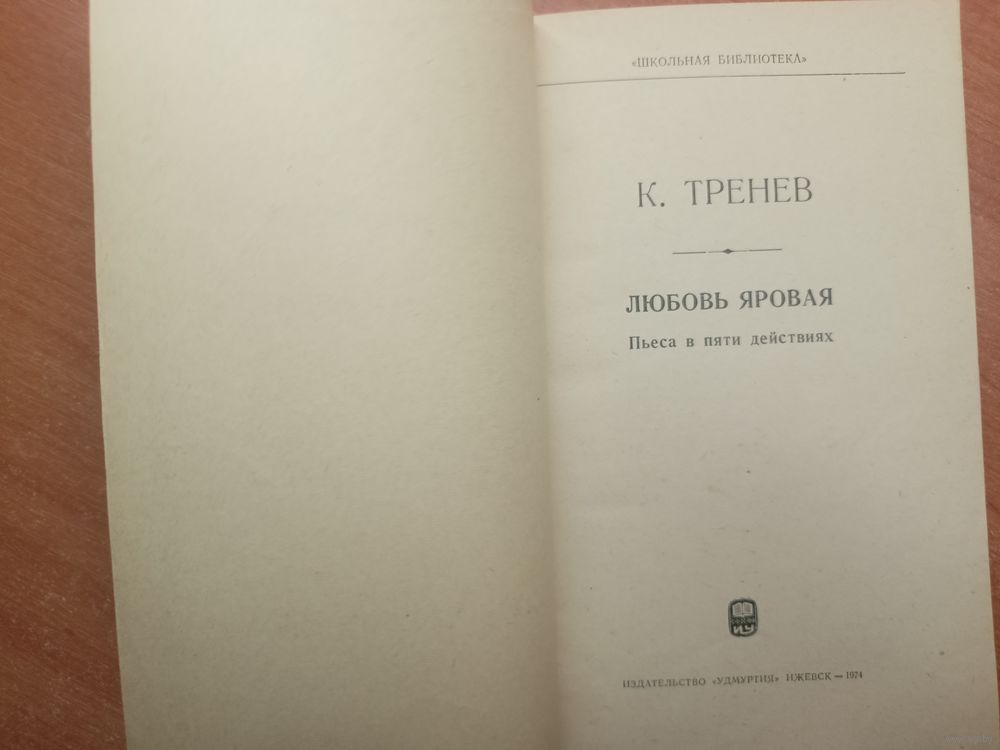 «ШКОЛЬНАЯ БИБЛИОТЕКА»
К. ТРЕНЕВ
ЛЮБОВЬ ЯРОВАЯ
Пьеса в пяти действиях
ИЗДАТЕЛЬСТВО «УДМУРТИЯ» ИЖЕВСК — 1974